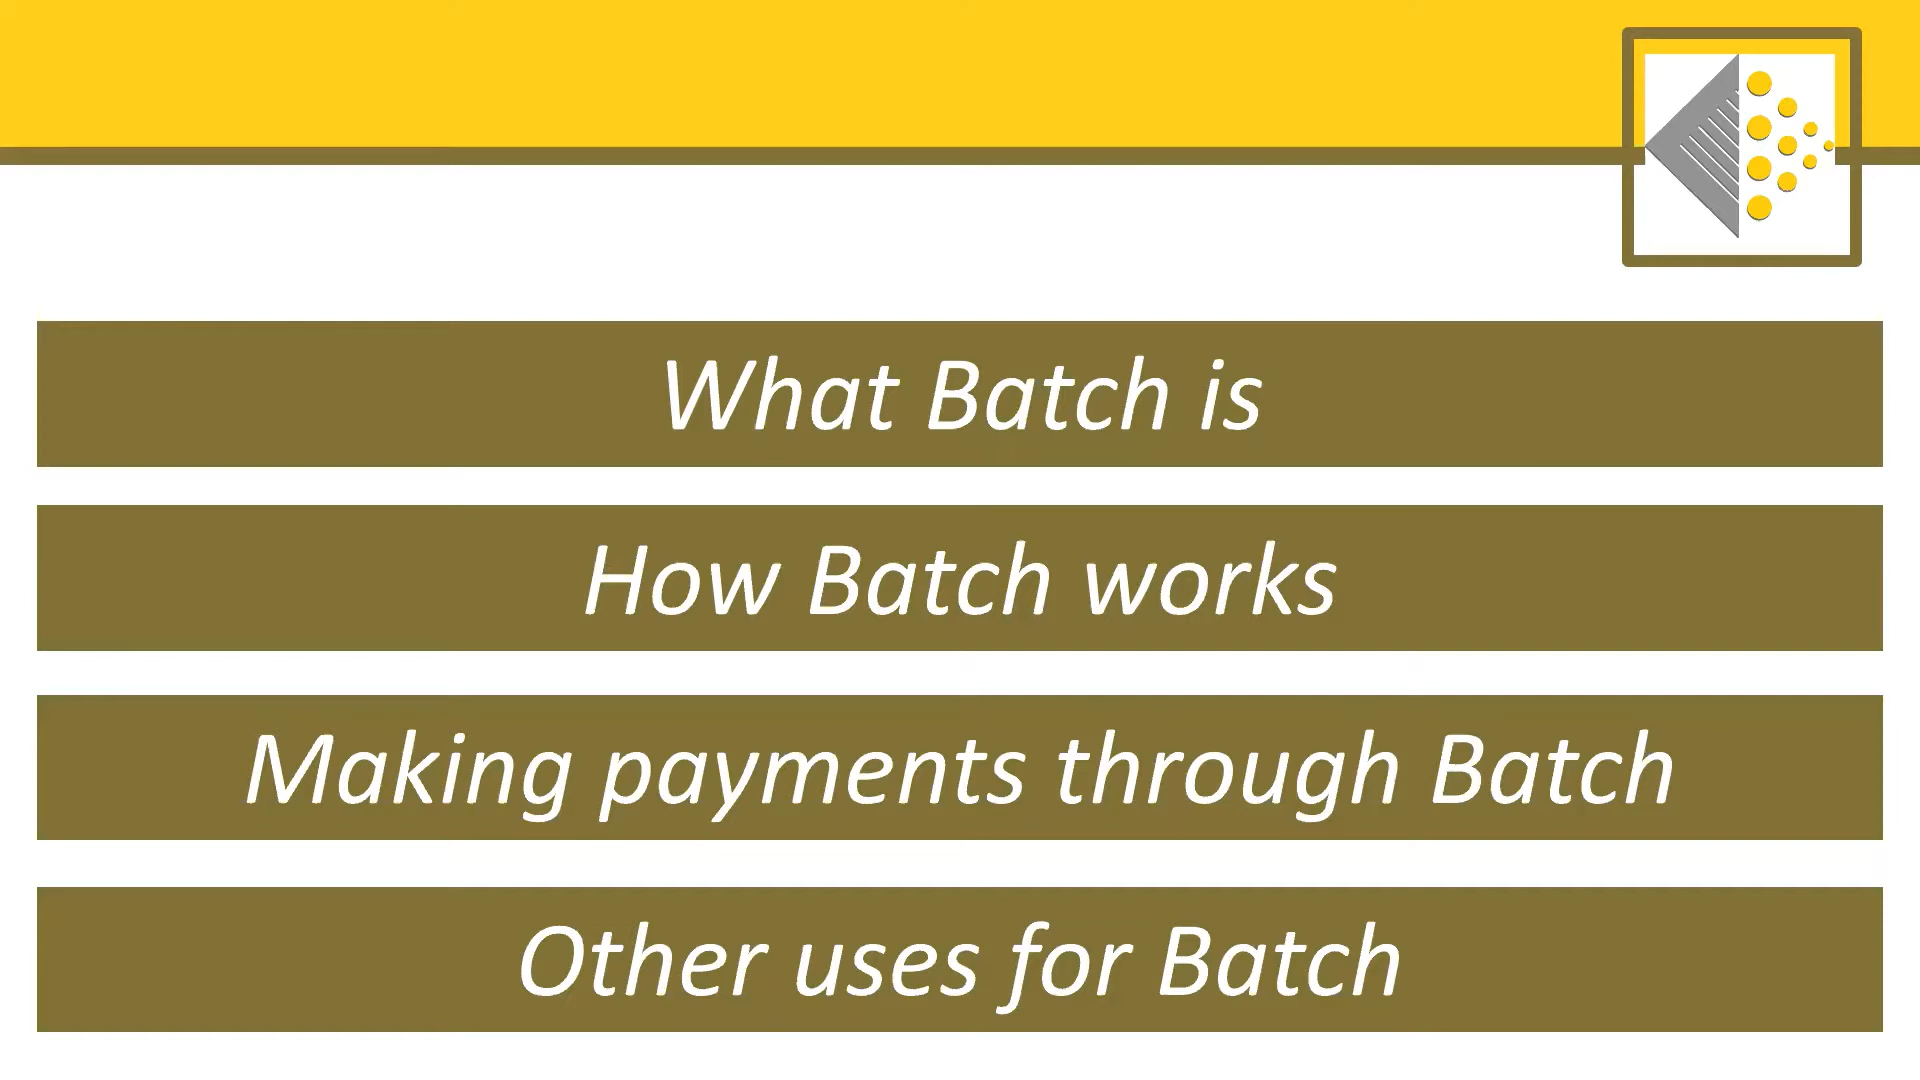 What Batch is
How Batch works
Making payments through Batch
Other uses for Batch